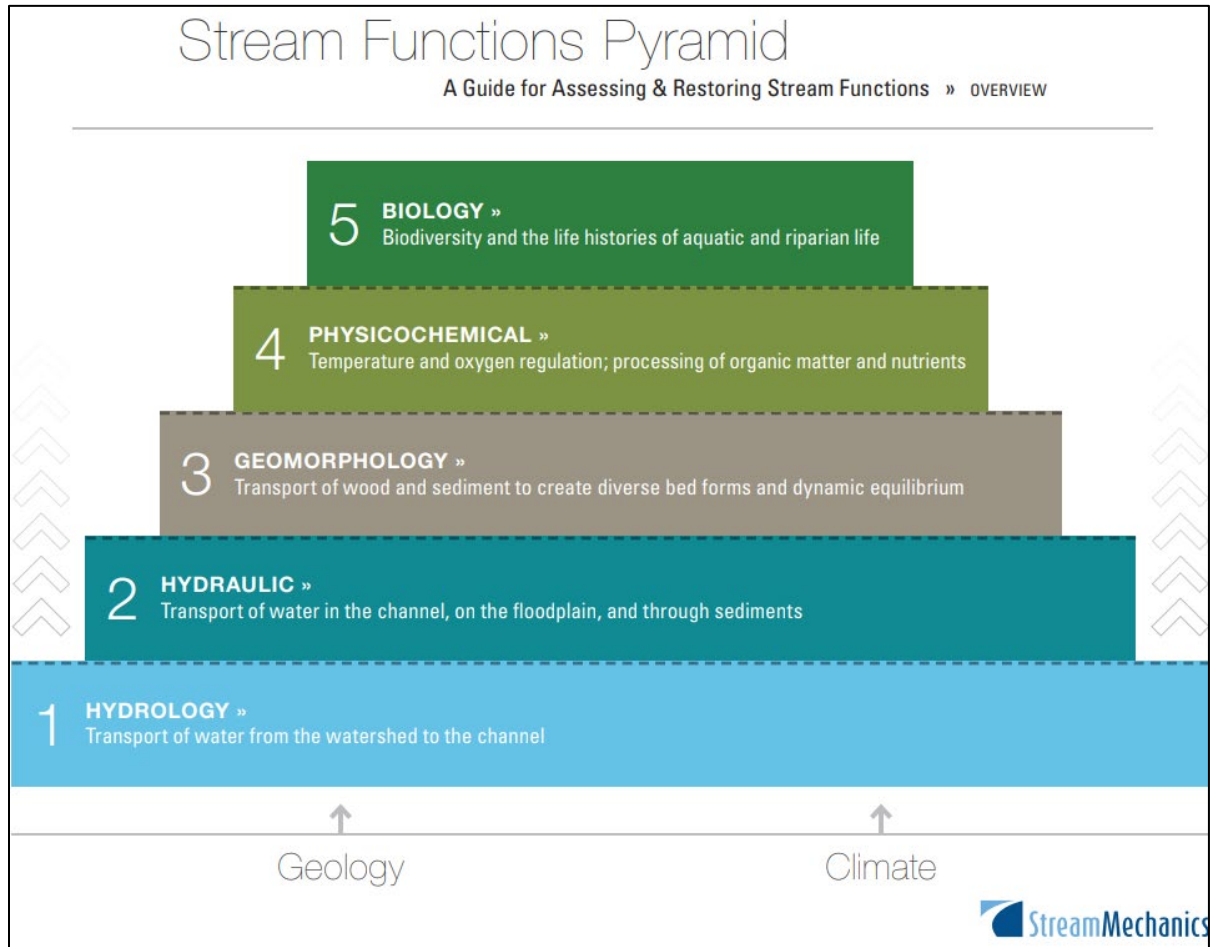 Stream Functions Pyramid
A Guide for Assessing & Restoring Stream Functions » OVERVIEW
5 BIOLOGY »
Biodiversity and the life histories of aquatic and riparian life
4 PHYSICOCHEMICAL »
Temperature and oxygen regulation; processing of organic matter and nutrients
3 GEOMORPHOLOGY »
Transport of wood and sediment to create diverse bed forms and dynamic equilibrium
2 HYDRAULIC »
Transport of water in the channel, on the floodplain, and through sediments
1 HYDROLOGY »
Transport of water from the watershed to the channel
Geology Climate
StreamMechanics